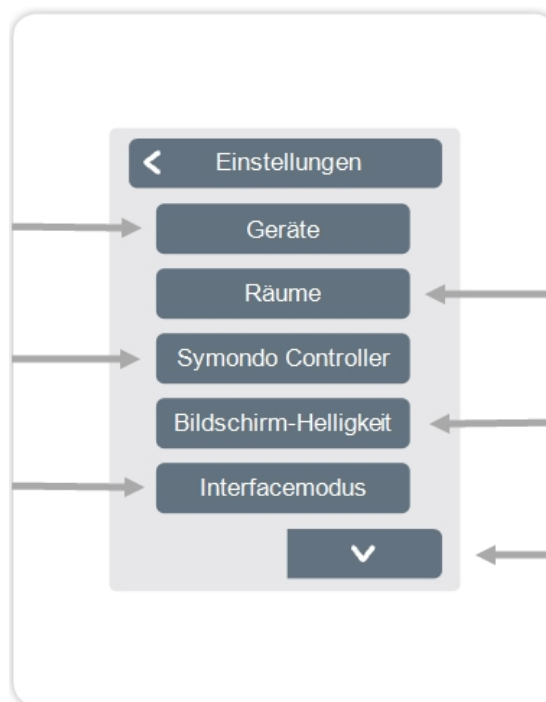 Einstellungen
Geräte
Räume
Symondo Controller
Bildschirm-Helligkeit
Interfacemodus